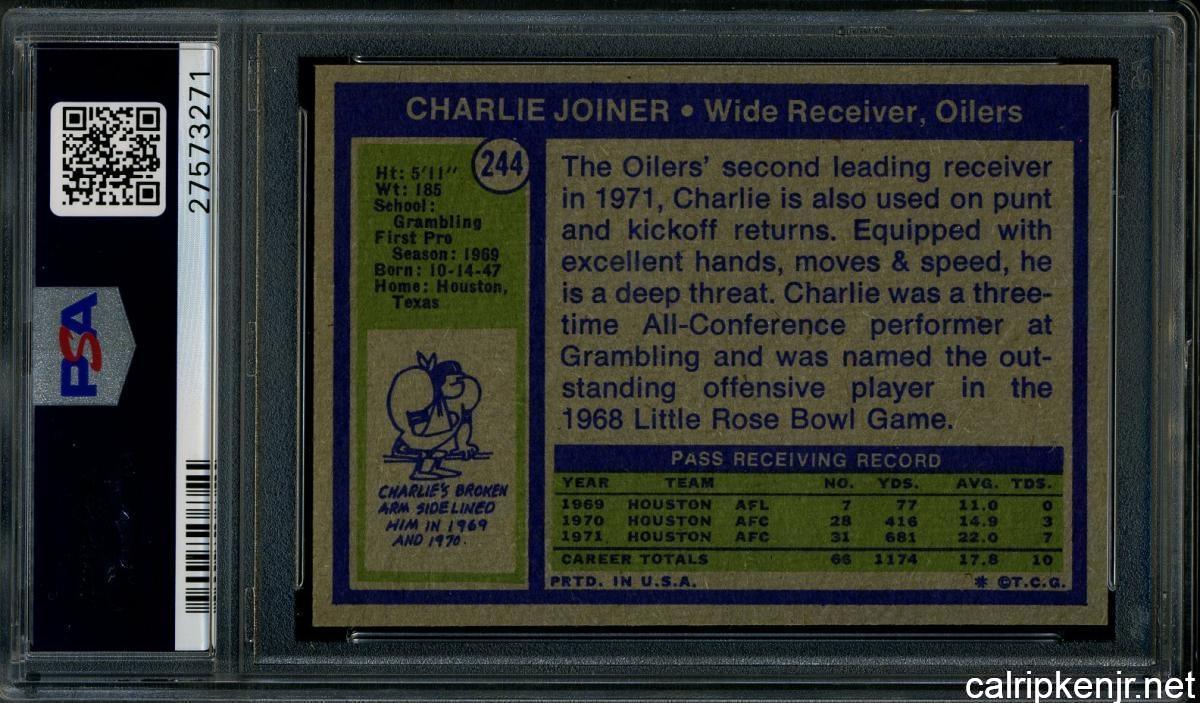 27573271
PSA
CHARLIE JOINER • Wide Receiver, Oilers
244
Ht: 5'11"
Wt: 185
School:
Grambling
First Pro
Season: 1969
Born: 10-14-47
Home: Houston,
Texas
CHARLIE'S BROKEN
ARM SIDELINED
HIM IN 1969
AND 1970.
The Oilers' second leading receiver
in 1971, Charlie is also used on punt
and kickoff returns. Equipped with
excellent hands, moves & speed, he
is a deep threat. Charlie was a three-
time All-Conference performer at
Grambling and was named the out-
standing offensive player in the
1968 Little Rose Bowl Game.
PASS RECEIVING RECORD
YEAR TEAM NO. YDS. AVG. TDS.
1969 HOUSTON AFL 7 77 11.0 0
1970 HOUSTON AFC 28 416 14.9 3
1971 HOUSTON AFC 31 681 22.0 7
CAREER TOTALS 66 1174 17.8 10
PRTD. IN U.S.A. * ©T.C.G.
calripkenjr.net